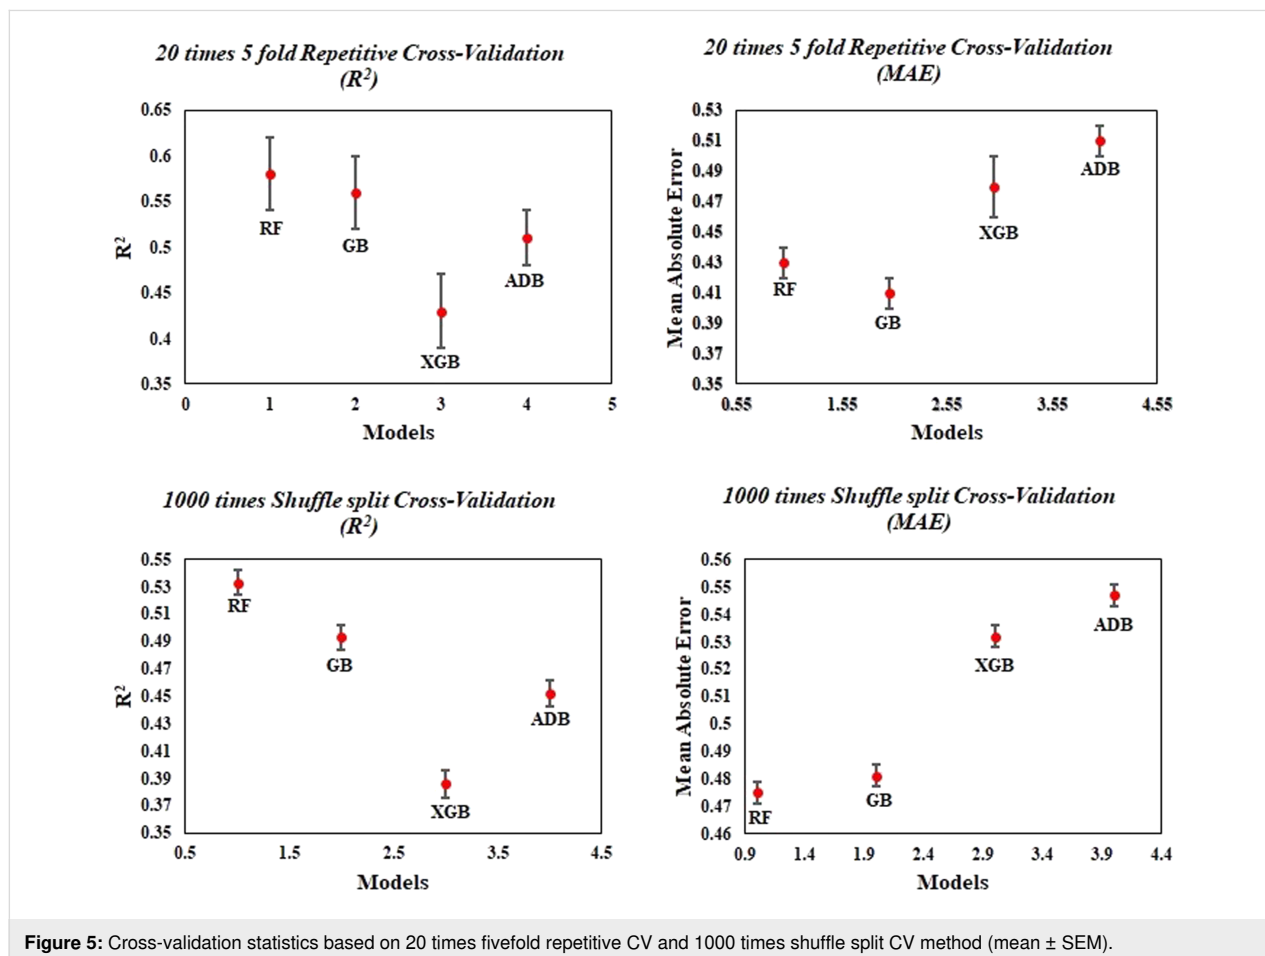 20 times 5 fold Repetitive Cross-Validation
(R²)
0.65
0.6
0.55
0.5
0.45
0.4
0.35
R²
RF
GB
XGB
ADB
0 1 2 3 4 5
Models
20 times 5 fold Repetitive Cross-Validation
(MAE)
0.53
0.51
0.49
0.47
0.45
0.43
0.41
0.39
0.37
0.35
Mean Absolute Error
RF
GB
XGB
ADB
0.55 1.55 2.55 3.55 4.55
Models
1000 times Shuffle split Cross-Validation
(R²)
0.55
0.53
0.51
0.49
0.47
0.45
0.43
0.41
0.39
0.37
0.35
R²
RF
GB
XGB
ADB
0.5 1.5 2.5 3.5 4.5
Models
1000 times Shuffle split Cross-Validation
(MAE)
0.56
0.55
0.54
0.53
0.52
0.51
0.5
0.49
0.48
0.47
0.46
Mean Absolute Error
RF
GB
XGB
ADB
0.9 1.4 1.9 2.4 2.9 3.4 3.9 4.4
Models
Figure 5: Cross-validation statistics based on 20 times fivefold repetitive CV and 1000 times shuffle split CV method (mean ± SEM).